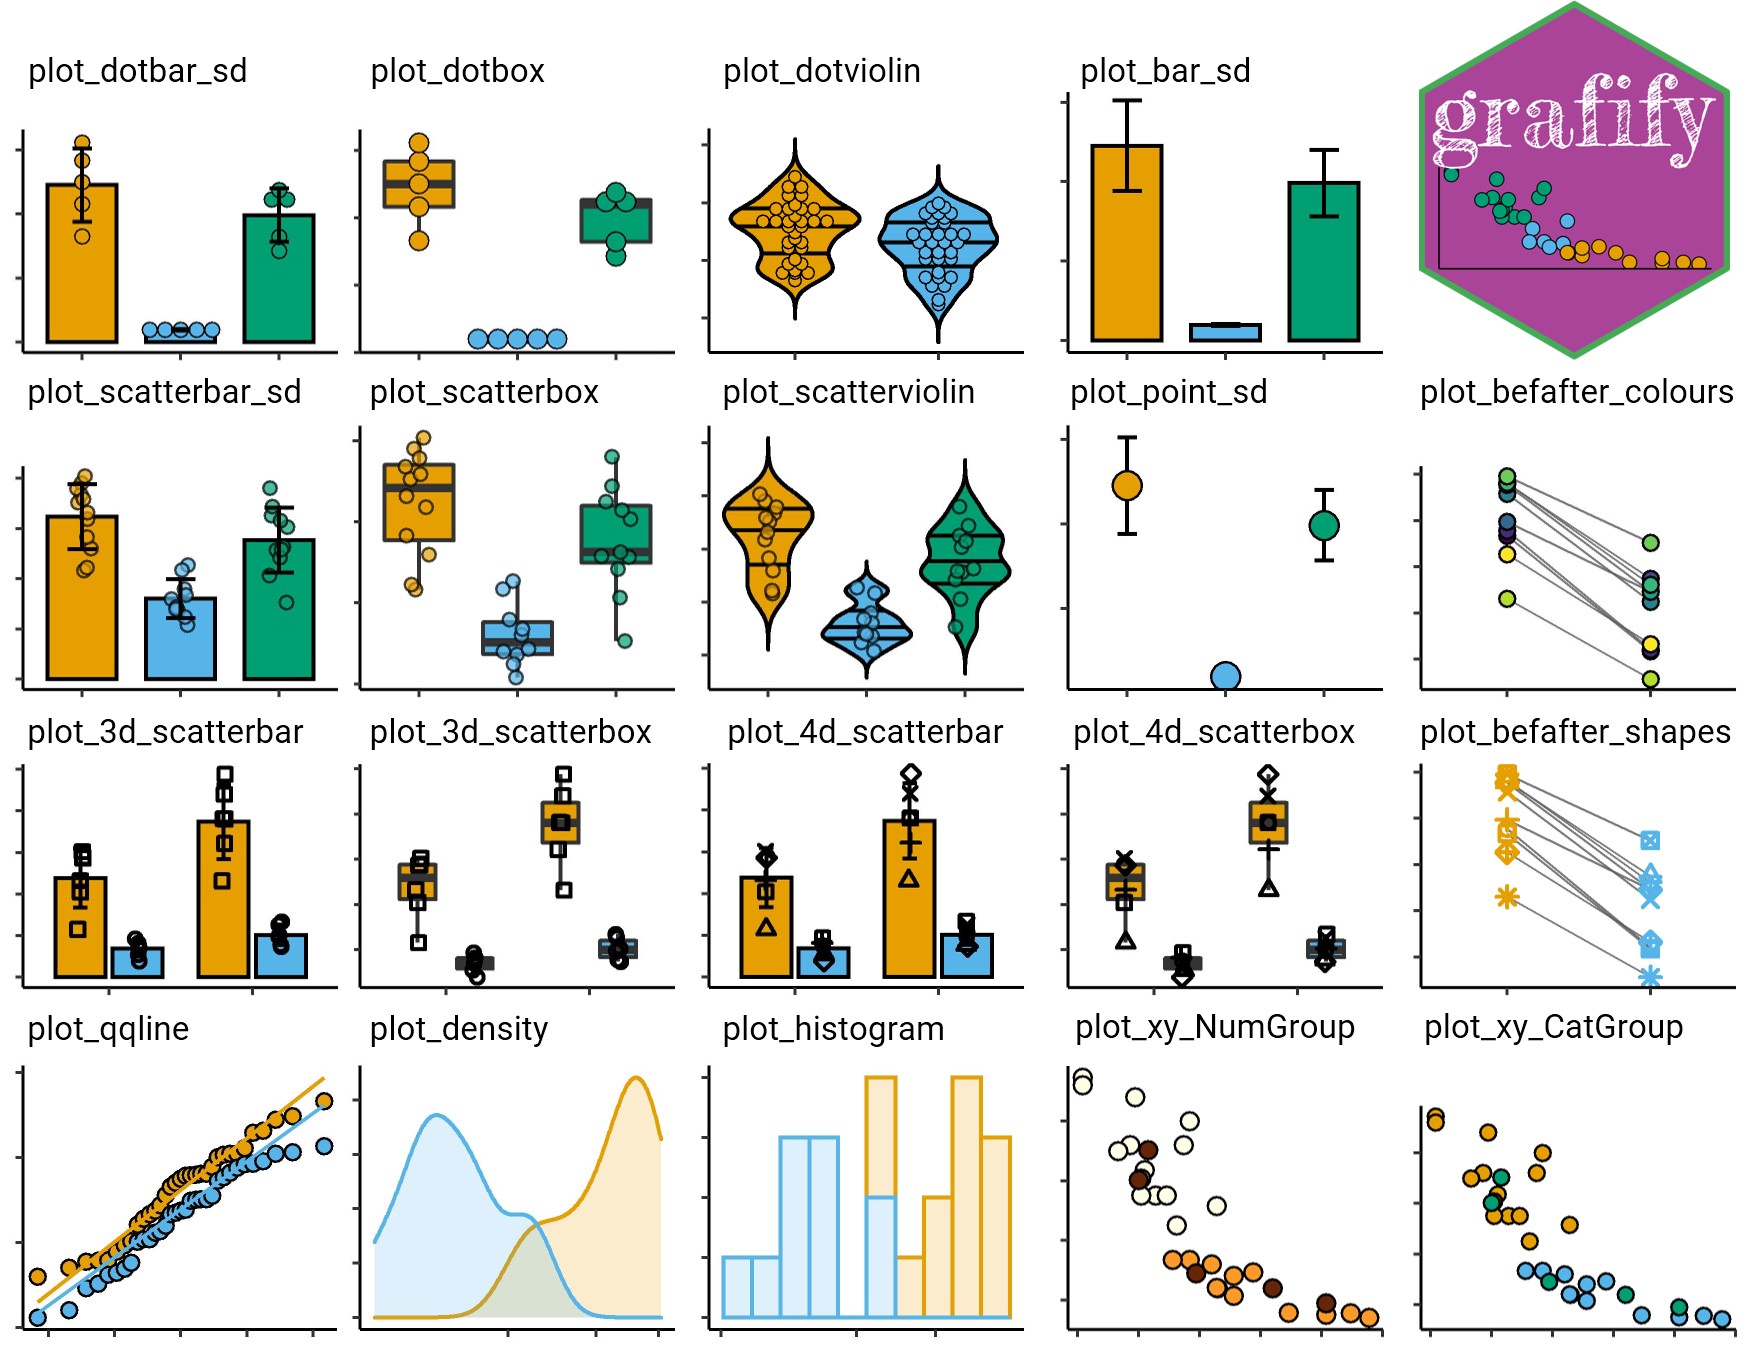 plot_dotbar_sd
plot_dotbox
plot_dotviolin
plot_bar_sd
grafify
plot_scatterbar_sd
plot_scatterbox
plot_scatterviolin
plot_point_sd
plot_befafter_colours
plot_3d_scatterbar
plot_3d_scatterbox
plot_4d_scatterbar
plot_4d_scatterbox
plot_befafter_shapes
plot_qqline
plot_density
plot_histogram
plot_xy_NumGroup
plot_xy_CatGroup